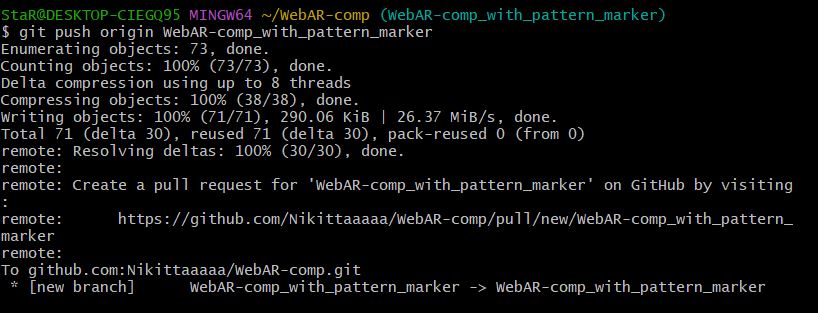 StaR@DESKTOP-CIEGQ95 MINGW64 ~/WebAR-comp (WebAR-comp_with_pattern_marker)
$ git push origin WebAR-comp_with_pattern_marker
Enumerating objects: 73, done.
Counting objects: 100% (73/73), done.
Delta compression using up to 8 threads
Compressing objects: 100% (38/38), done.
Writing objects: 100% (71/71), 290.06 KiB | 26.37 MiB/s, done.
Total 71 (delta 30), reused 71 (delta 30), pack-reused 0 (from 0)
remote: Resolving deltas: 100% (30/30), done.
remote:
remote: Create a pull request for 'WebAR-comp_with_pattern_marker' on GitHub by visiting
:
remote:      https://github.com/Nikittaaaaa/WebAR-comp/pull/new/WebAR-comp_with_pattern_
marker
remote:
To github.com:Nikittaaaaa/WebAR-comp.git
 * [new branch]      WebAR-comp_with_pattern_marker -> WebAR-comp_with_pattern_marker